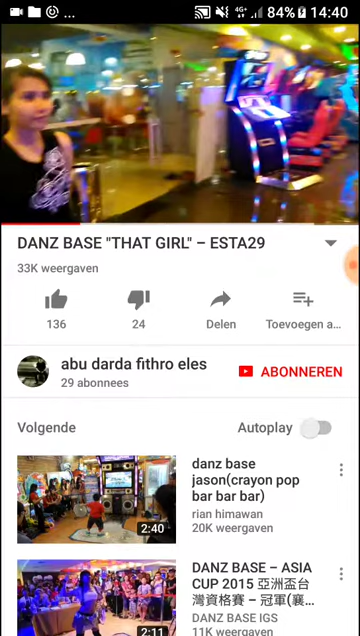 4G+ 84% 14:40
DANZ BASE "THAT GIRL" – ESTA29
33K weergaven
136
24
Delen
Toevoegen a...
abu darda fithro eles
29 abonnees
ABONNEREN
Volgende
Autoplay
danz base
jason(crayon pop
bar bar bar)
rian himawan
20K weergaven
2:40
DANZ BASE – ASIA
CUP 2015 亞洲盃台
灣資格賽 – 冠軍(襄...
DANZ BASE IGS
11K weergaven
2:11